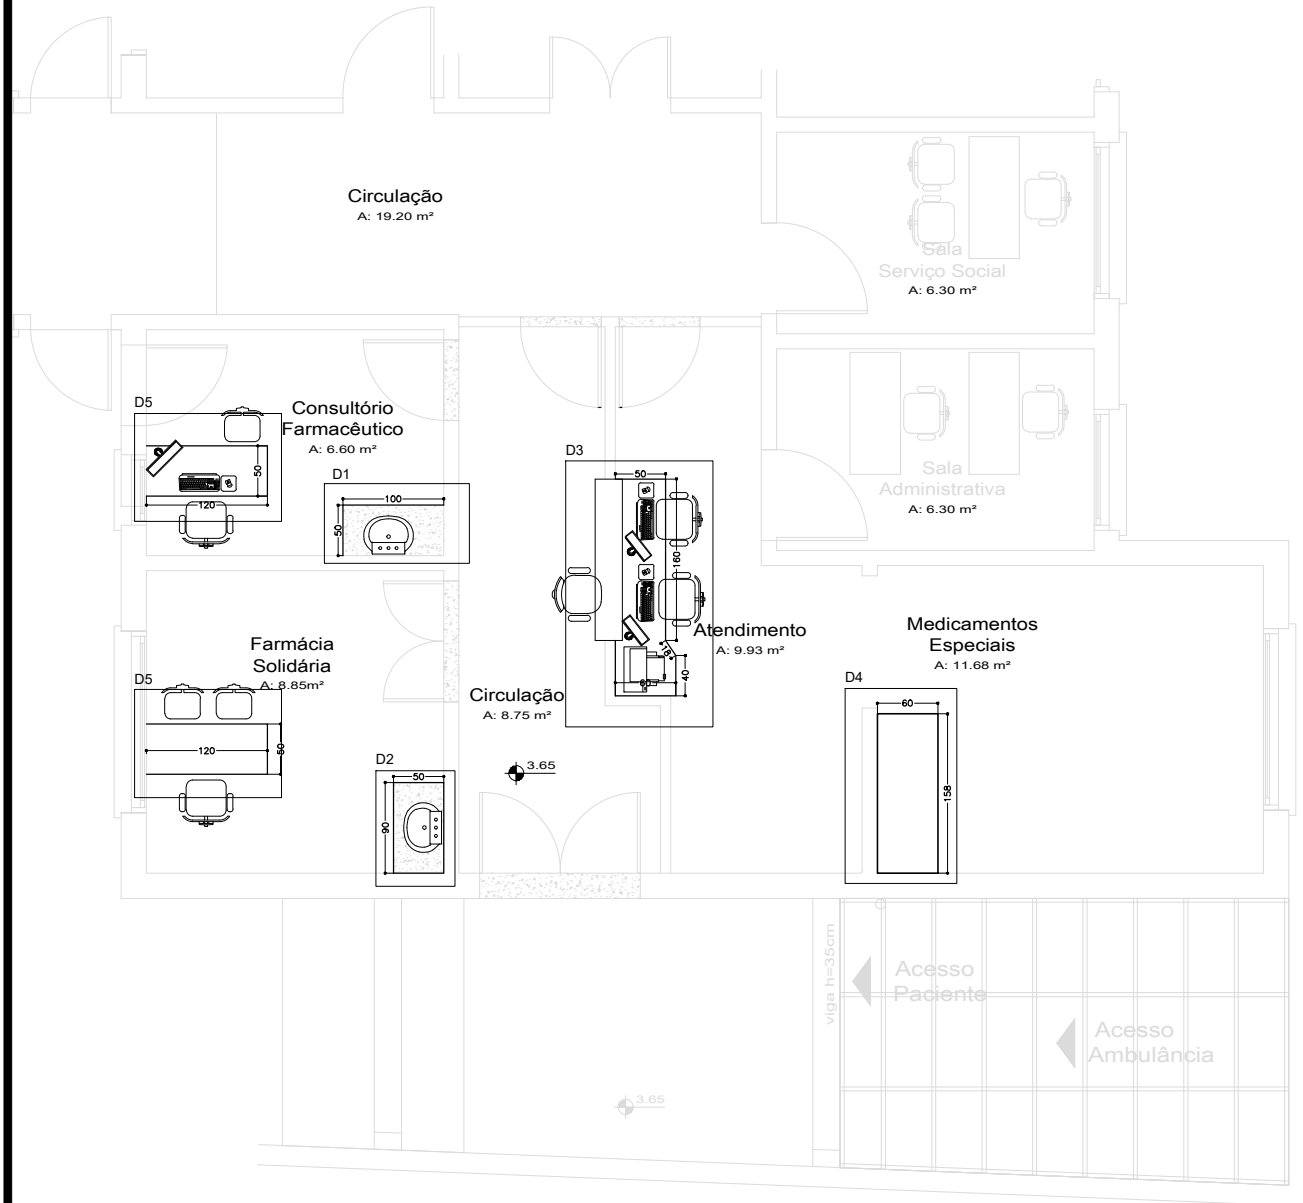 Circulação
A: 19.20 m²
Sala
Serviço Social
A: 6.30 m²
D5
Consultório
Farmacêutico
A: 6.60 m²
50
120
D1
100
50
D3
50
160
18
40
Sala
Administrativa
A: 6.30 m²
Atendimento
A: 9.93 m²
Medicamentos
Especiais
A: 11.68 m²
Farmácia
Solidária
A: 8.85m²
D5
120
50
Circulação
A: 8.75 m²
D4
60
158
D2
50
90
3.65
viga h=35cm
Acesso
Paciente
Acesso
Ambulância
3.65